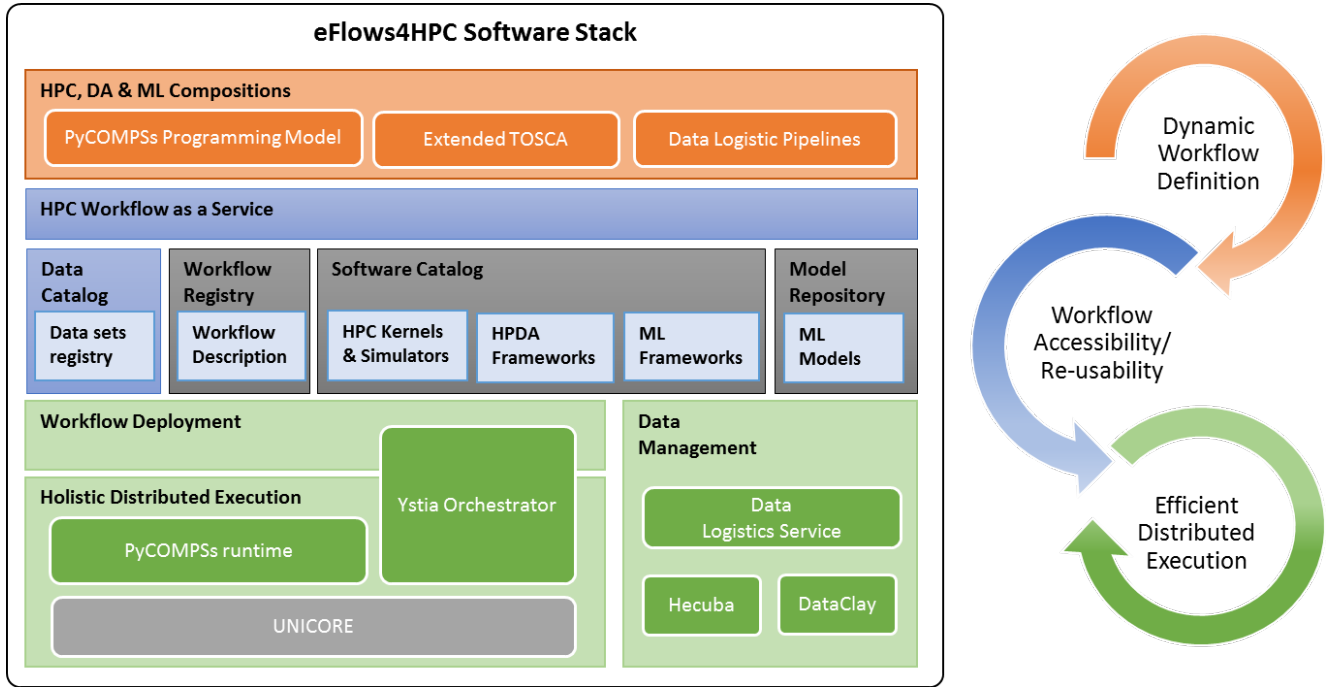 eFlows4HPC Software Stack
HPC, DA & ML Compositions
PyCOMPSs Programming Model
Extended TOSCA
Data Logistic Pipelines
HPC Workflow as a Service
Data
Catalog
Data sets
registry
Workflow
Registry
Workflow
Description
Software Catalog
HPC Kernels
& Simulators
HPDA
Frameworks
ML
Frameworks
Model
Repository
ML
Models
Workflow Deployment
Holistic Distributed Execution
PyCOMPSs runtime
Ystia Orchestrator
UNICORE
Data
Management
Data
Logistics Service
Hecuba
DataClay
Dynamic
Workflow
Definition
Workflow
Accessibility/
Re-usability
Efficient
Distributed
Execution